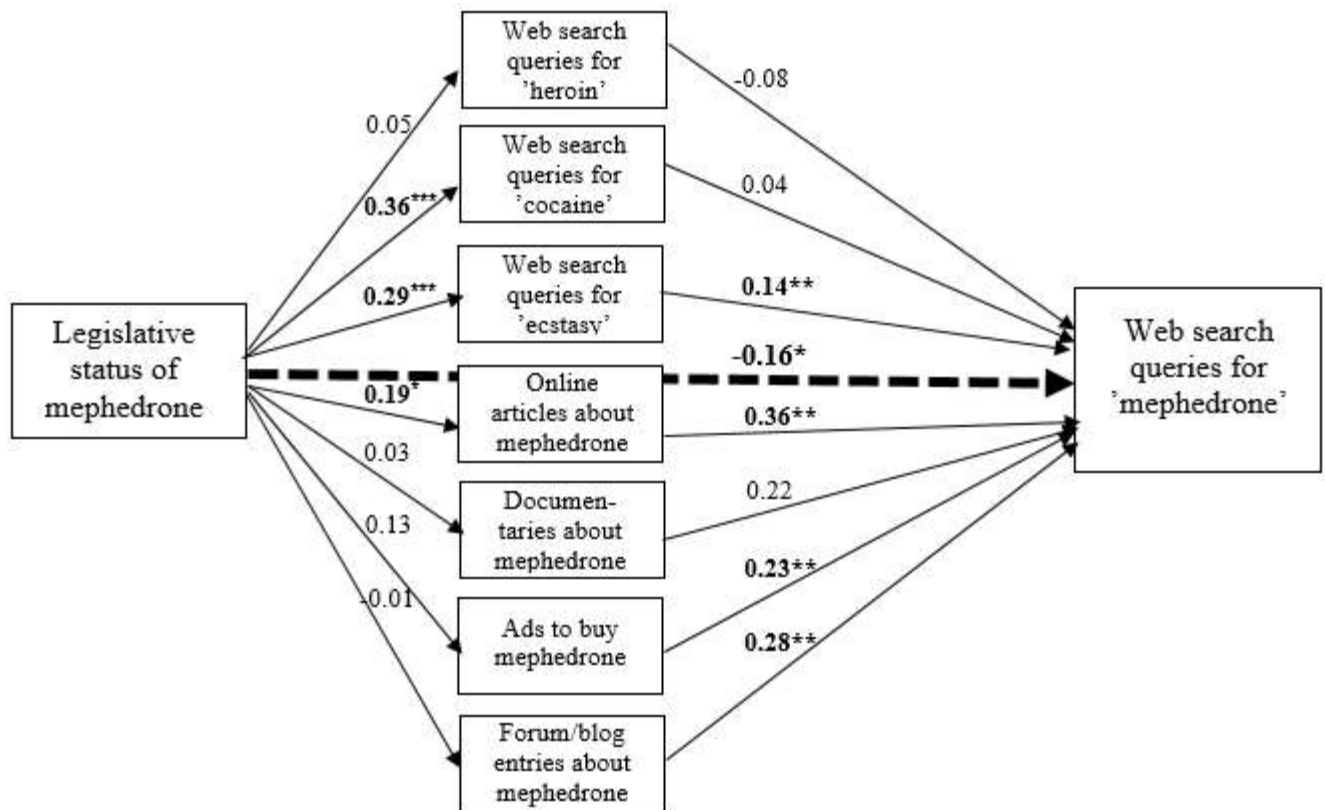 Web search
queries for
’heroin’
-0.08
0.05
Web search
queries for
’cocaine’
0.04
0.36***
Web search
queries for
’ecstasy’
0.14**
0.29***
Legislative
status of
mephedrone
Web search
queries for
’mephedrone’
-0.16*
0.19*
Online
articles about
mephedrone
0.36**
0.03
Documen-
taries about
mephedrone
0.22
0.13
0.23**
-0.01
Ads to buy
mephedrone
0.28**
Forum/blog
entries about
mephedrone